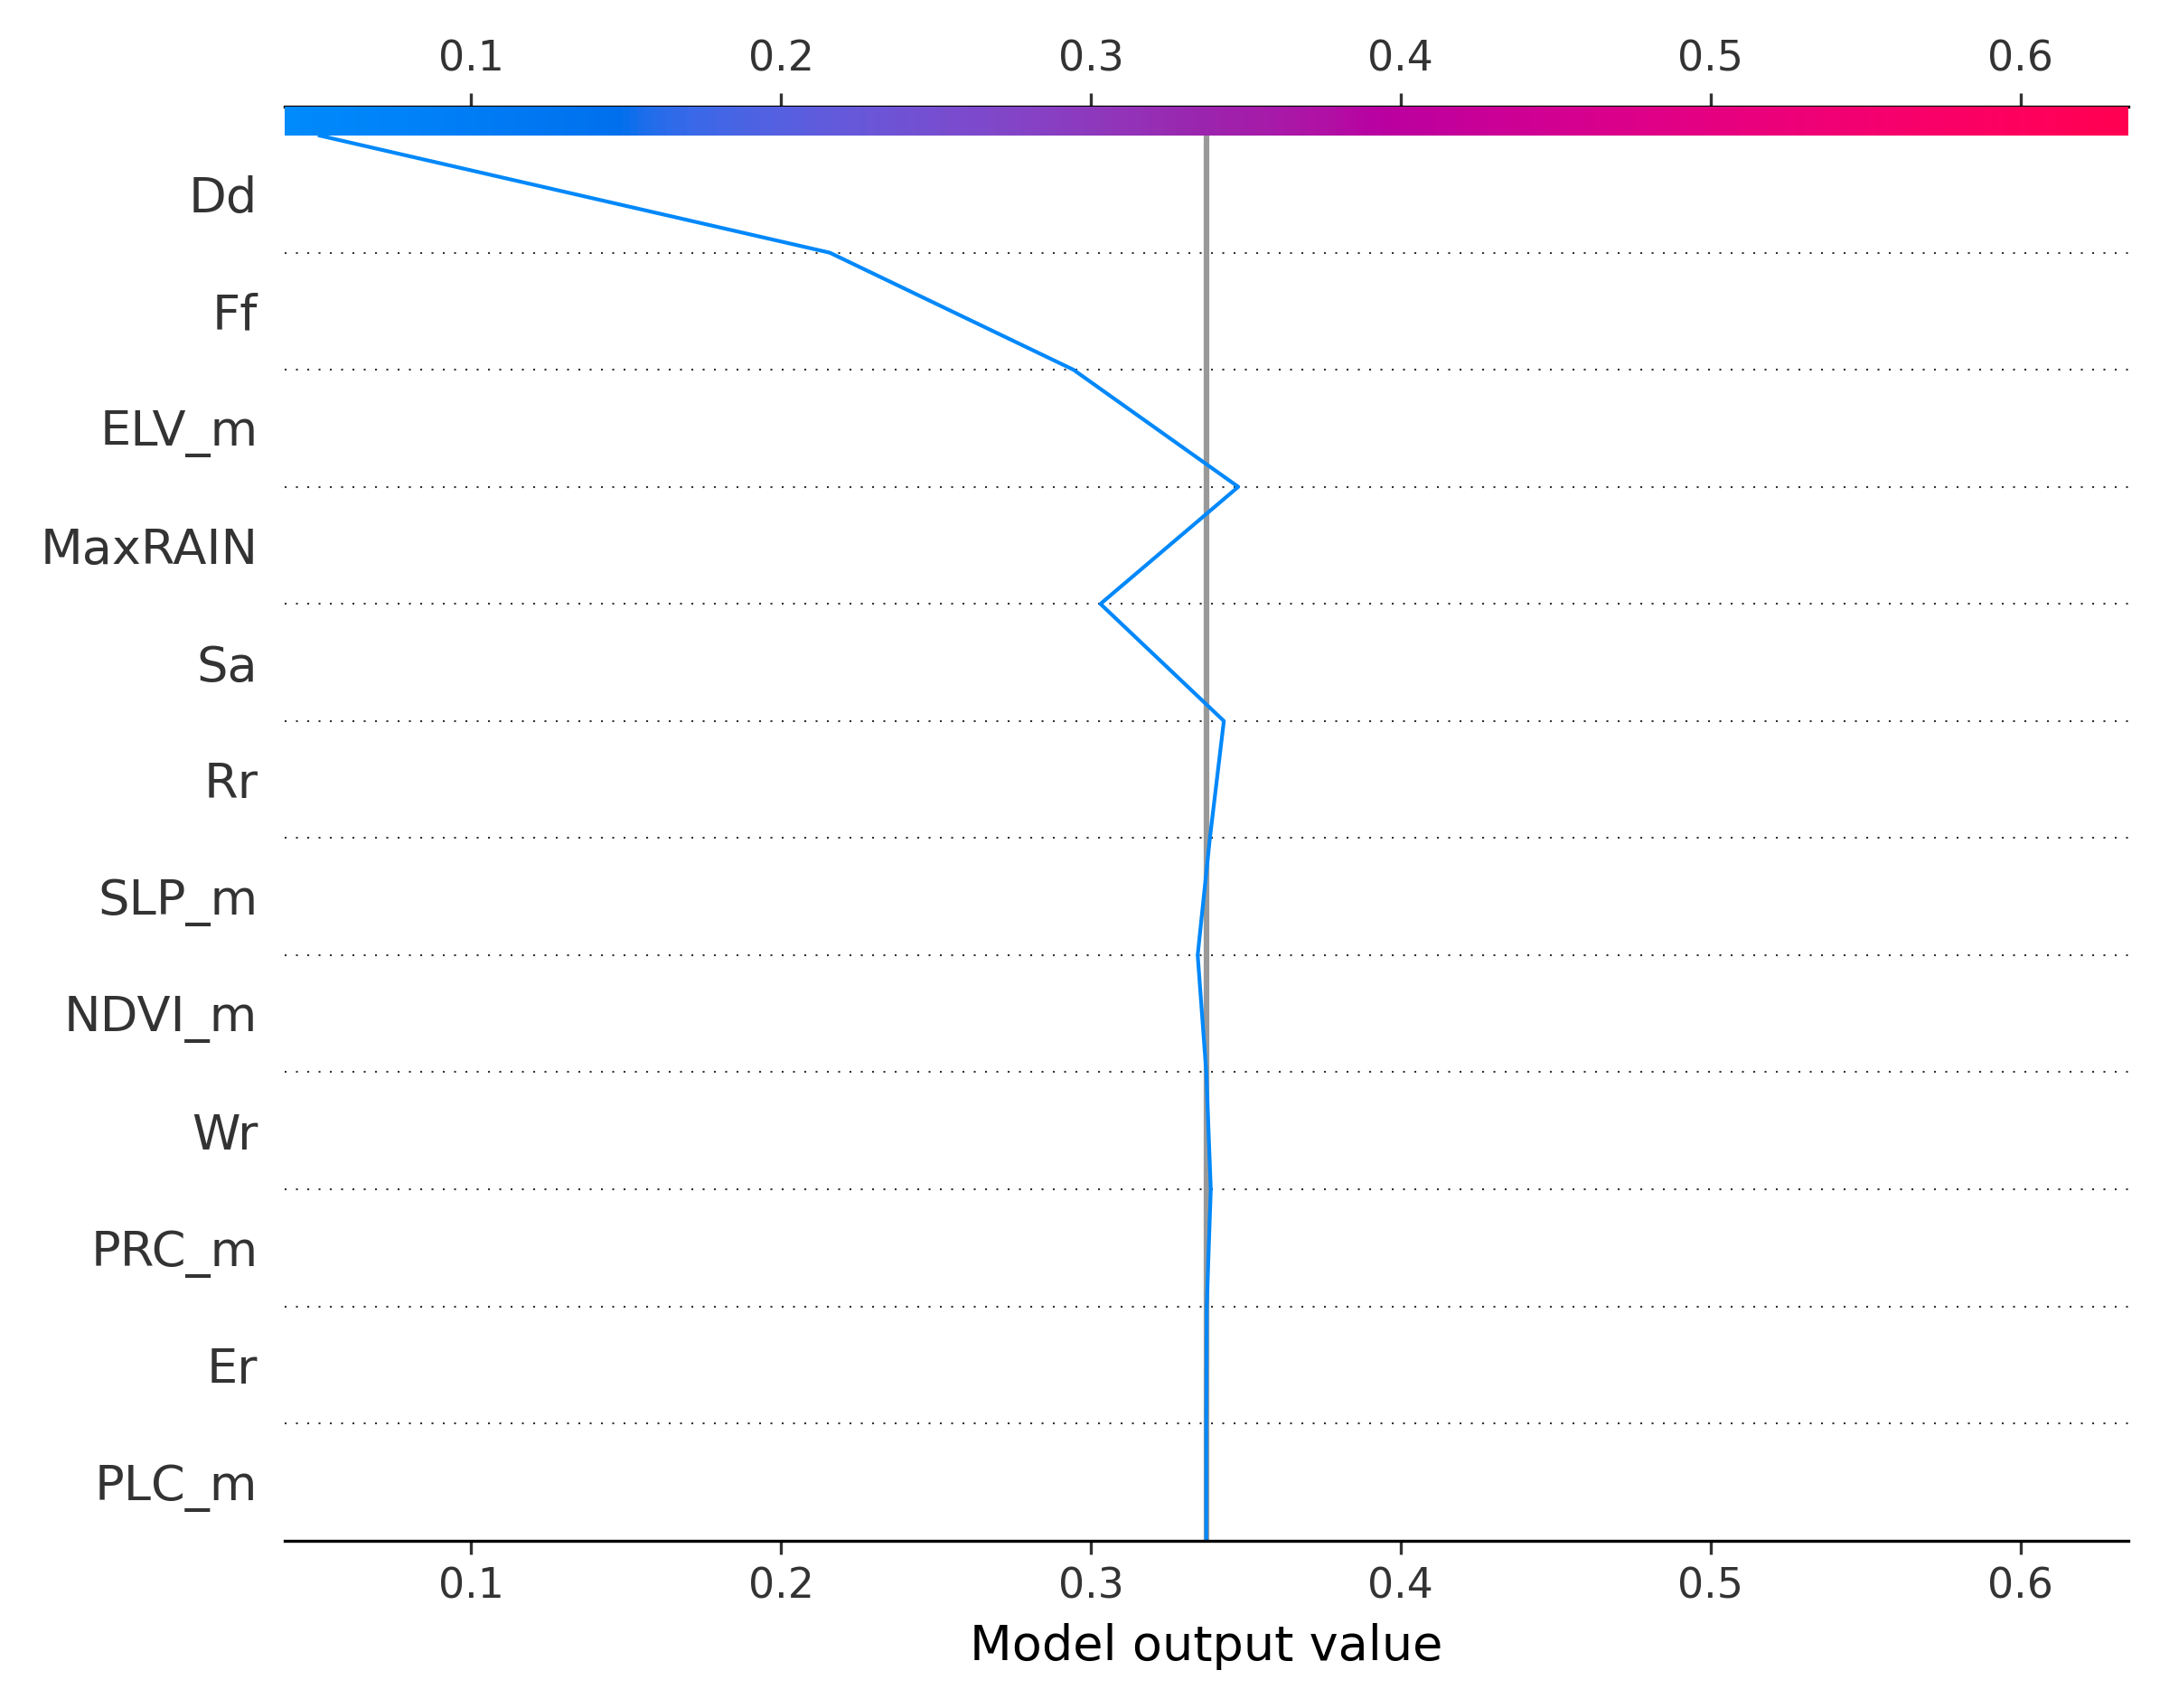 0.1 0.2 0.3 0.4 0.5 0.6
Dd
Ff
ELV_m
MaxRAIN
Sa
Rr
SLP_m
NDVI_m
Wr
PRC_m
Er
PLC_m
0.1 0.2 0.3 0.4 0.5 0.6
Model output value